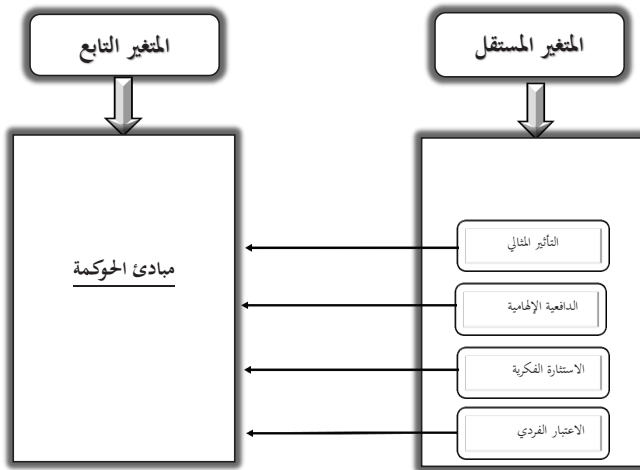 المتغير المستقل
المتغير التابع
التأثير المثالي
الدافعية الإلهامية
الاستثارة الفكرية
الاعتبار الفردي
مبادئ الحوكمة